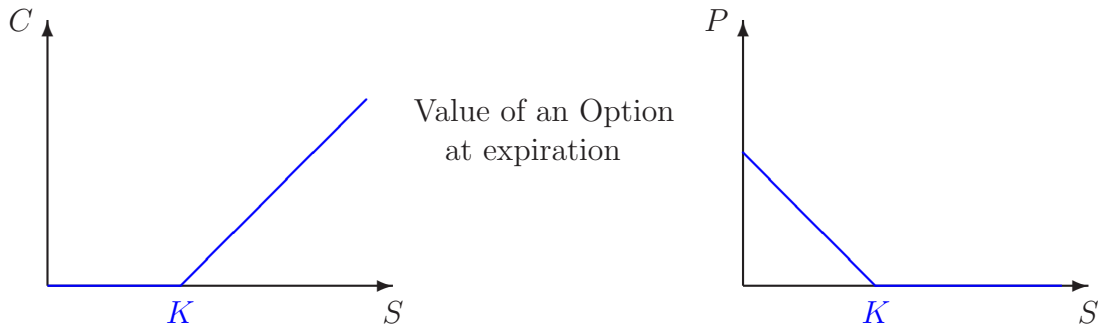 C
P
Value of an Option
at expiration
K
S
K
S